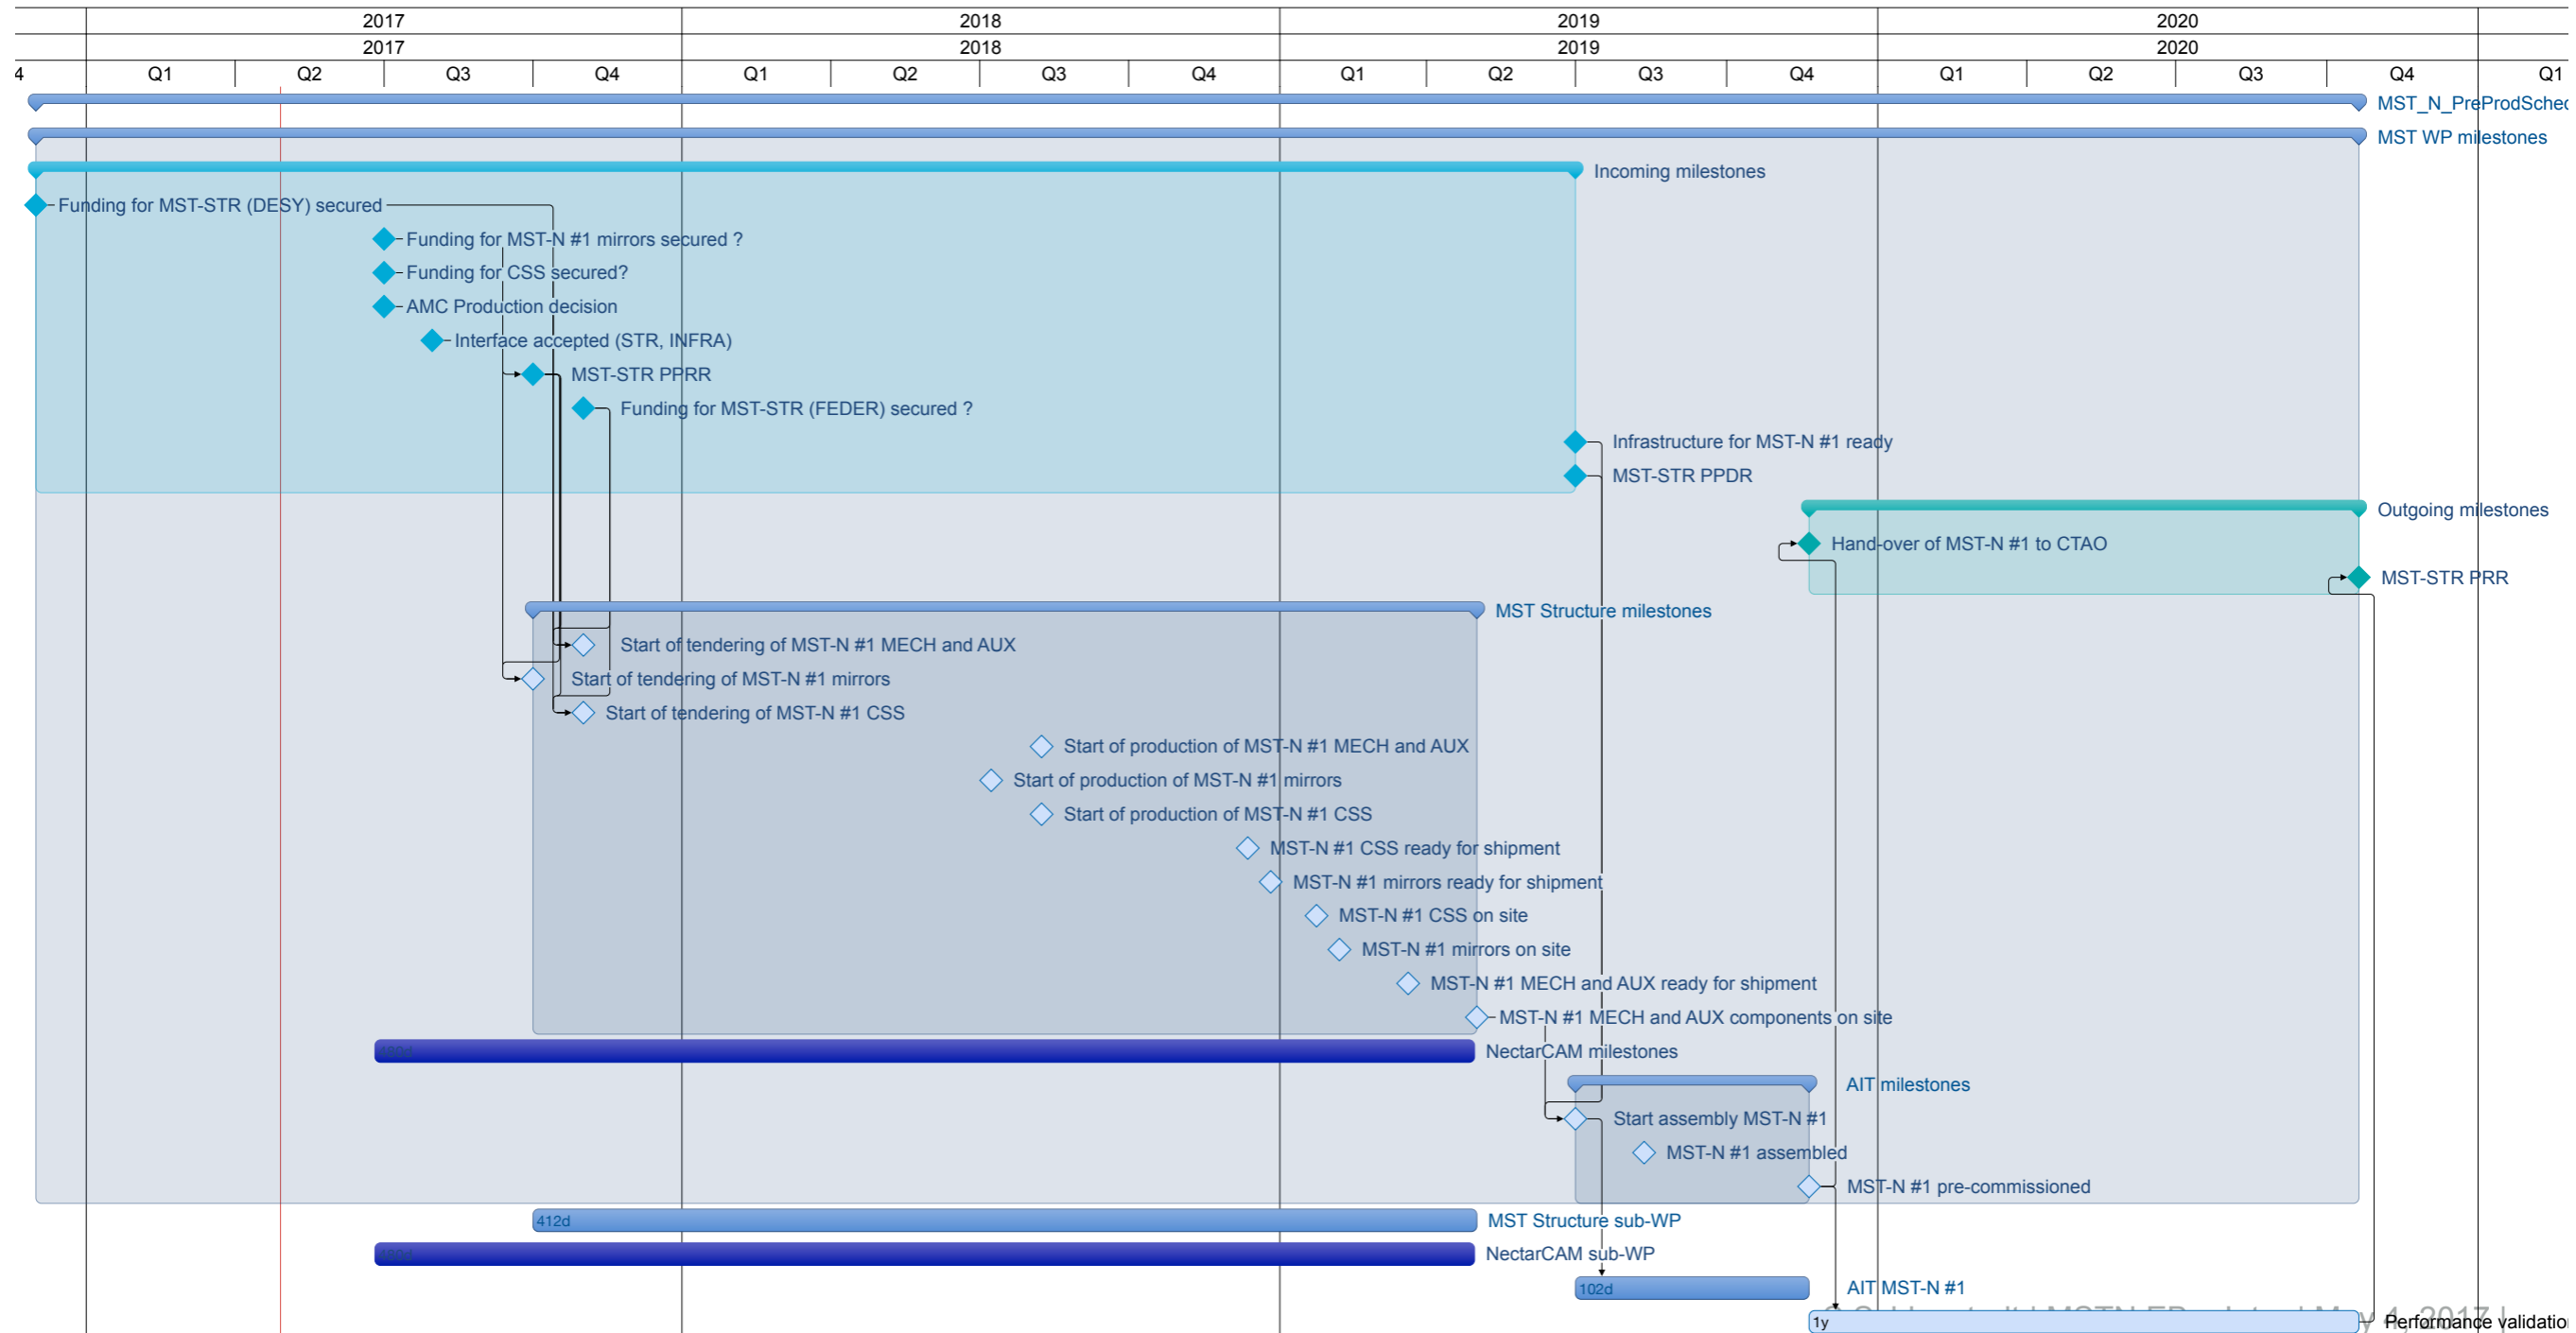 2017 2018 2019 2020
2017 2018 2019 2020
4 Q1 Q2 Q3 Q4 Q1 Q2 Q3 Q4 Q1 Q2 Q3 Q4 Q1 Q2 Q3 Q4 Q1
MST_N_PreProdSched
MST WP milestones
Incoming milestones
Funding for MST-STR (DESY) secured
Funding for MST-N #1 mirrors secured ?
Funding for CSS secured?
AMC Production decision
Interface accepted (STR, INFRA)
MST-STR PPRR
Funding for MST-STR (FEDER) secured ?
Infrastructure for MST-N #1 ready
MST-STR PPDR
Outgoing milestones
Hand-over of MST-N #1 to CTAO
MST-STR PRR
MST Structure milestones
Start of tendering of MST-N #1 MECH and AUX
Start of tendering of MST-N #1 mirrors
Start of tendering of MST-N #1 CSS
Start of production of MST-N #1 MECH and AUX
Start of production of MST-N #1 mirrors
Start of production of MST-N #1 CSS
MST-N #1 CSS ready for shipment
MST-N #1 mirrors ready for shipment
MST-N #1 CSS on site
MST-N #1 mirrors on site
MST-N #1 MECH and AUX ready for shipment
MST-N #1 MECH and AUX components on site
NectarCAM milestones
AIT milestones
Start assembly MST-N #1
MST-N #1 assembled
MST-N #1 pre-commissioned
412d MST Structure sub-WP
NectarCAM sub-WP
102d AIT MST-N #1
May 4, 2017 |
1y Performance validatio